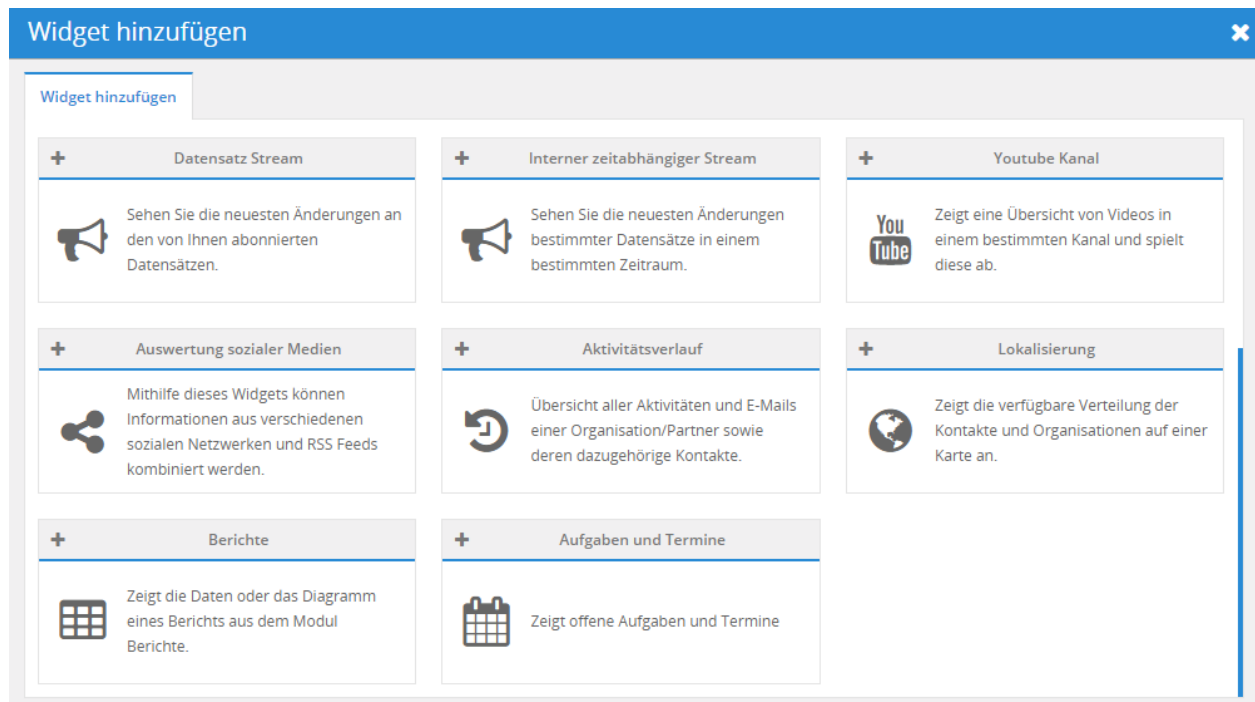 Widget hinzufügen
Widget hinzufügen
Datensatz Stream
Sehen Sie die neuesten Änderungen an
den von Ihnen abonnierten
Datensätzen.
Interner zeitabhängiger Stream
Sehen Sie die neuesten Änderungen
bestimmter Datensätze in einem
bestimmten Zeitraum.
Youtube Kanal
You
Tube
Zeigt eine Übersicht von Videos in
einem bestimmten Kanal und spielt
diese ab.
Auswertung sozialer Medien
Mithilfe dieses Widgets können
Informationen aus verschiedenen
sozialen Netzwerken und RSS Feeds
kombiniert werden.
Aktivitätsverlauf
Übersicht aller Aktivitäten und E-Mails
einer Organisation/Partner sowie
deren dazugehörige Kontakte.
Lokalisierung
Zeigt die verfügbare Verteilung der
Kontakte und Organisationen auf einer
Karte an.
Berichte
Zeigt die Daten oder das Diagramm
eines Berichts aus dem Modul
Berichte.
Aufgaben und Termine
Zeigt offene Aufgaben und Termine